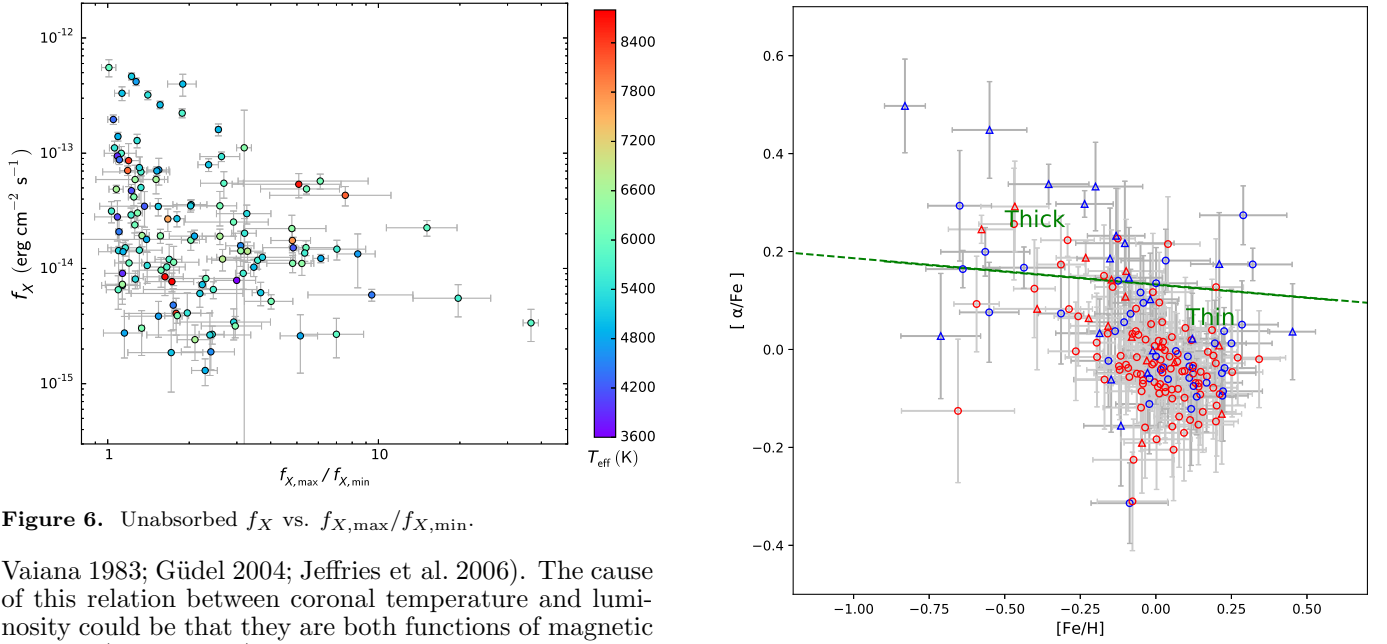 10⁻¹²
10⁻¹³
10⁻¹⁴
10⁻¹⁵
f_X (erg cm⁻² s⁻¹)
1
10
f_X,max / f_X,min
8400
7800
7200
6600
6000
5400
4800
4200
3600
T_eff (K)
Figure 6. Unabsorbed f_X vs. f_X,max/f_X,min.
Vaiana 1983; Güdel 2004; Jeffries et al. 2006). The cause
of this relation between coronal temperature and lumi-
nosity could be that they are both functions of magnetic
0.6
0.4
0.2
0.0
−0.2
−0.4
[ α/Fe ]
Thick
Thin
−1.00
−0.75
−0.50
−0.25
0.00
0.25
0.50
[Fe/H]